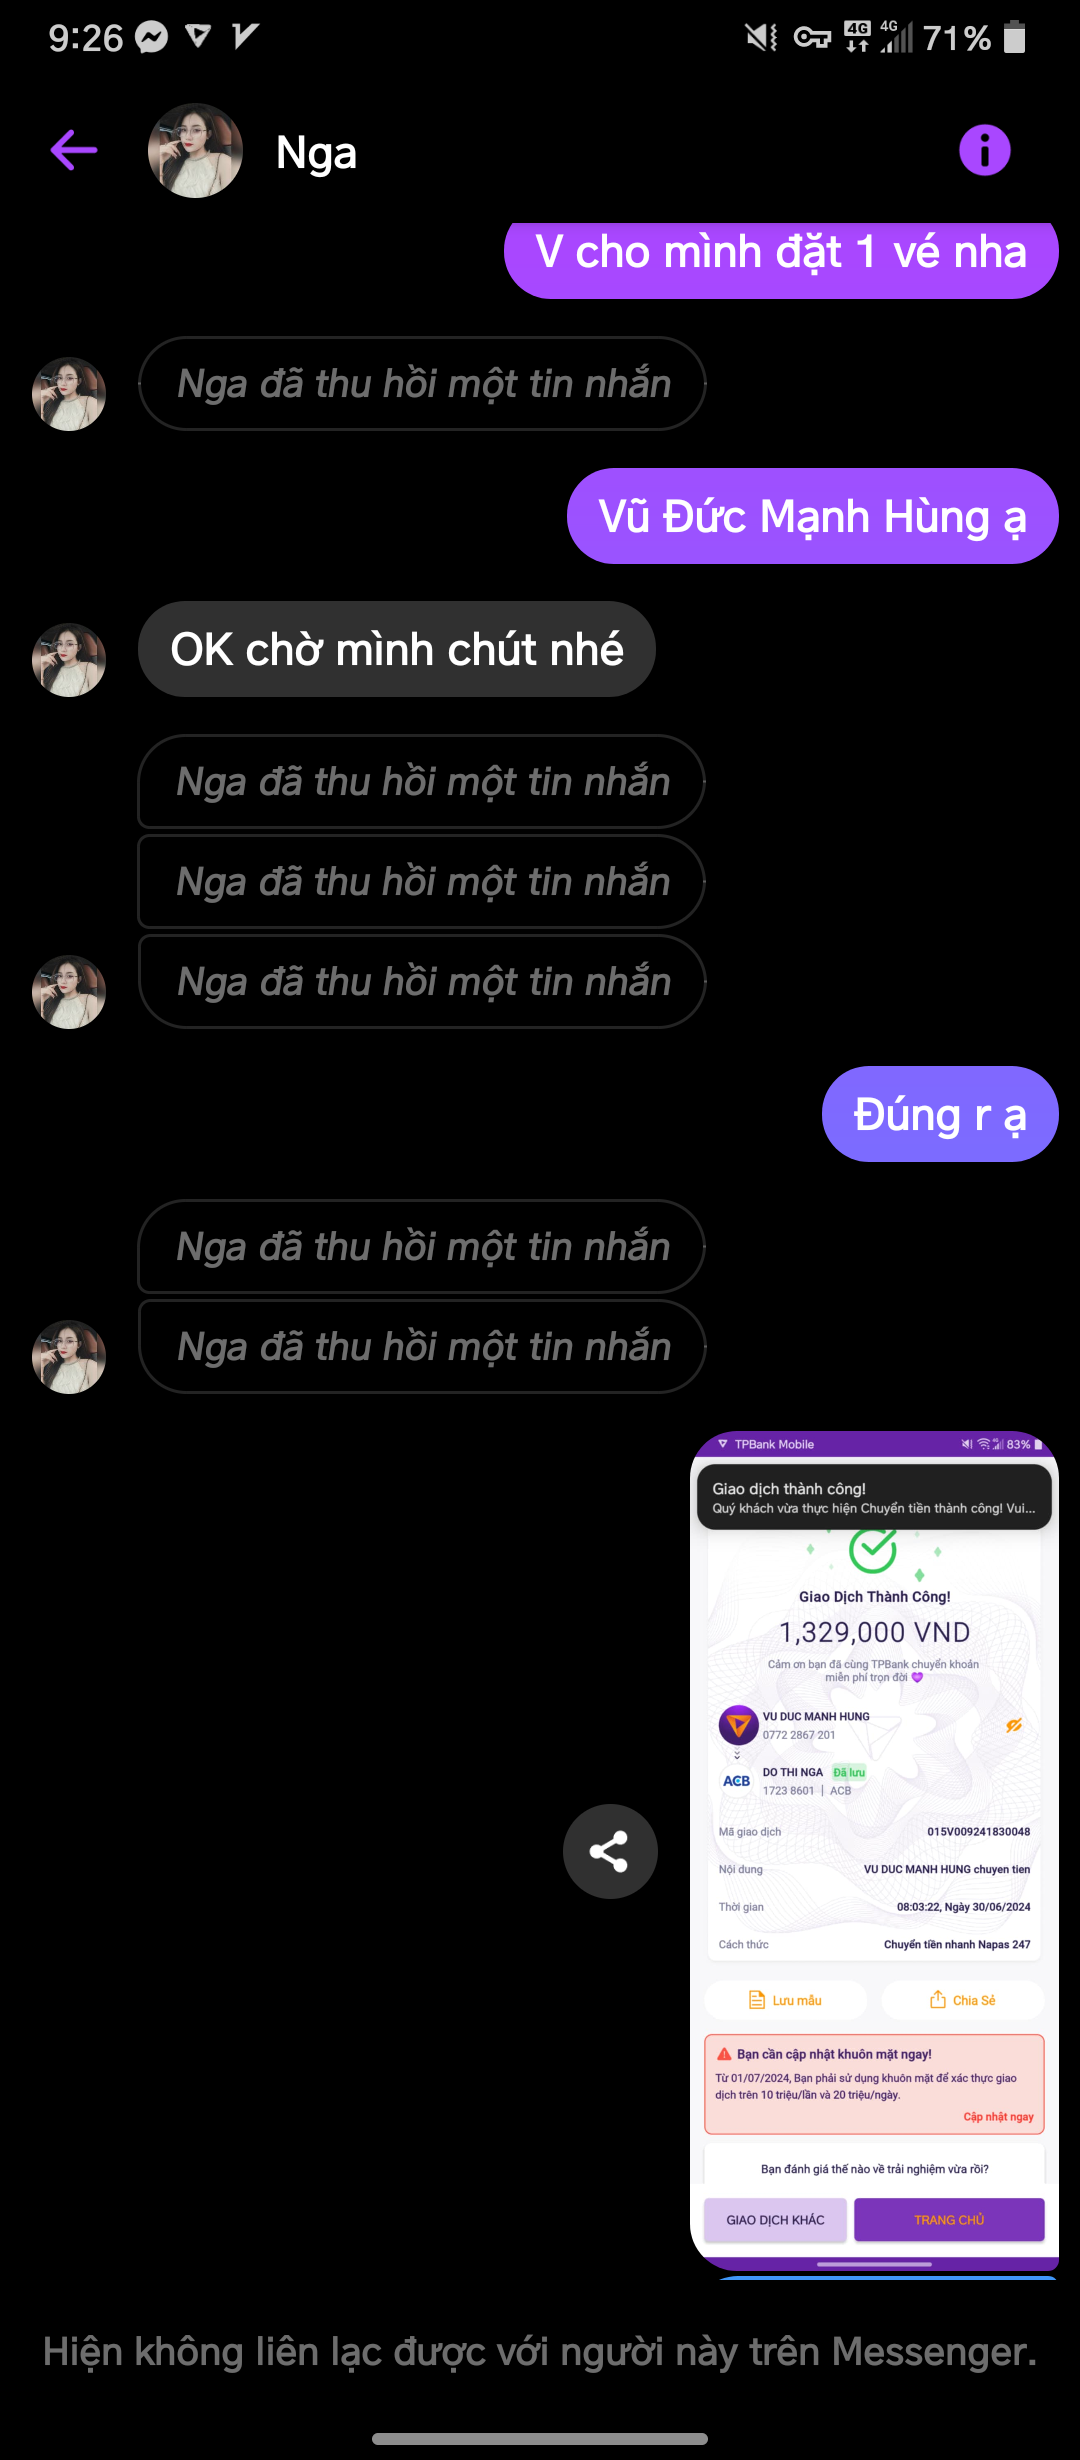 9:26
4G
4G
71%
Nga
V cho mình đặt 1 vé nha
Nga đã thu hồi một tin nhắn
Vũ Đức Mạnh Hùng ạ
OK chờ mình chút nhé
Nga đã thu hồi một tin nhắn
Nga đã thu hồi một tin nhắn
Nga đã thu hồi một tin nhắn
Đúng r ạ
Nga đã thu hồi một tin nhắn
Nga đã thu hồi một tin nhắn
TPBank Mobile
83%
Giao dịch thành công!
Quý khách vừa thực hiện Chuyển tiền thành công! Vui...
Giao Dịch Thành Công!
1,329,000 VND
Cảm ơn bạn đã cùng TPBank chuyển khoản
miễn phí trọn đời 💜
VU DUC MANH HUNG
0772 2867 201
ACB
DO THI NGA Đã lưu
1723 8601 | ACB
Mã giao dịch 015V009241830048
Nội dung VU DUC MANH HUNG chuyen tien
Thời gian 08:03:22, Ngày 30/06/2024
Cách thức Chuyển tiền nhanh Napas 247
Lưu mẫu
Chia Sẻ
Bạn cần cập nhật khuôn mặt ngay!
Từ 01/07/2024, Bạn phải sử dụng khuôn mặt để xác thực giao
dịch trên 10 triệu/lần và 20 triệu/ngày.
Cập nhật ngay
Bạn đánh giá thế nào về trải nghiệm vừa rồi?
GIAO DỊCH KHÁC
TRANG CHỦ
Hiện không liên lạc được với người này trên Messenger.